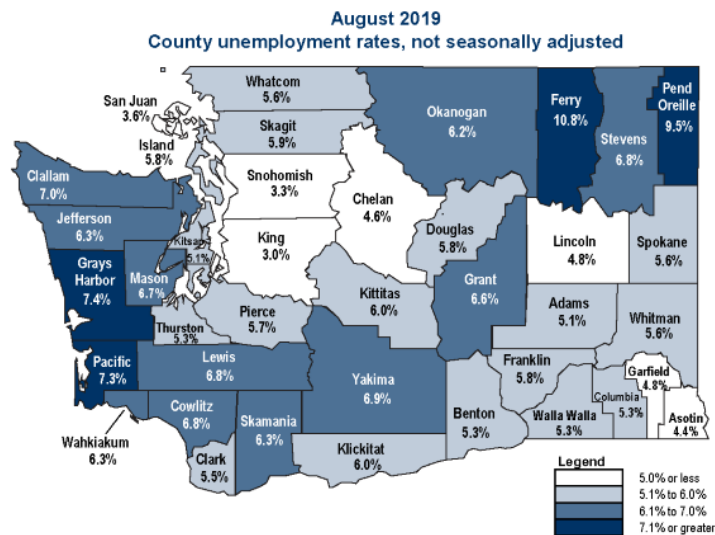 August 2019
County unemployment rates, not seasonally adjusted
Whatcom
5.6%
San Juan
3.6%
Skagit
5.9%
Island
5.8%
Okanogan
6.2%
Ferry
10.8%
Stevens
6.8%
Pend
Oreille
9.5%
Clallam
7.0%
Snohomish
3.3%
Chelan
4.6%
Jefferson
6.3%
Kitsap
5.1%
King
3.0%
Douglas
5.8%
Lincoln
4.8%
Spokane
5.6%
Grays
Harbor
7.4%
Mason
6.7%
Grant
6.6%
Kittitas
6.0%
Pierce
5.7%
Adams
5.1%
Whitman
5.6%
Thurston
5.3%
Pacific
7.3%
Lewis
6.8%
Yakima
6.9%
Franklin
5.8%
Garfield
4.8%
Columbia
5.3%
Asotin
4.4%
Cowlitz
6.8%
Skamania
6.3%
Benton
5.3%
Walla Walla
5.3%
Wahkiakum
6.3%
Clark
5.5%
Klickitat
6.0%
Legend
5.0% or less
5.1% to 6.0%
6.1% to 7.0%
7.1% or greater